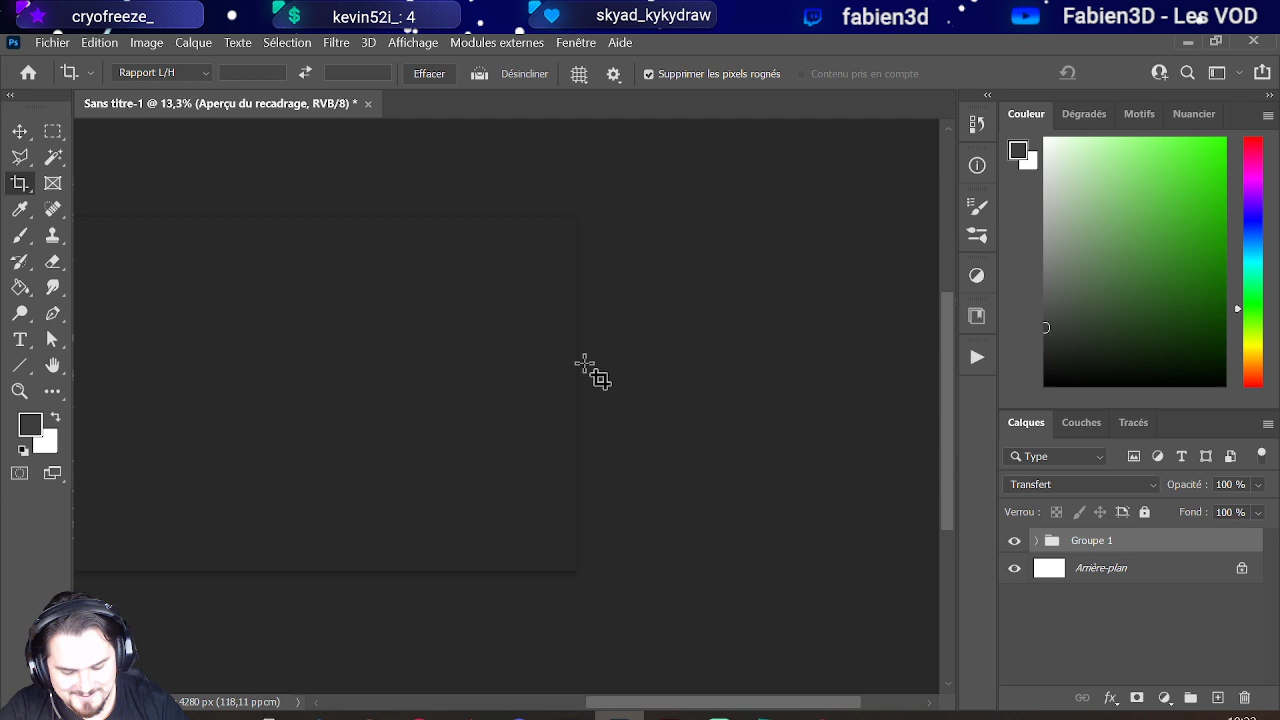 cryofreeze_
kevin52i_: 4
skyad_kykydraw
fabien3d
Fabien3D - Les VOD
Ps
Fichier
Edition
Image
Calque
Texte
Sélection
Filtre
3D
Affichage
Modules externes
Fenêtre
Aide
Rapport L/H
Effacer
Désincliner
Supprimer les pixels rognés
Contenu pris en compte
Sans titre-1 @ 13,3% (Aperçu du recadrage, RVB/8) *
Couleur
Dégradés
Motifs
Nuancier
Calques
Couches
Tracés
Type
Transfert
Opacité :
100 %
Verrou :
Fond :
100 %
Groupe 1
Arrière-plan
4280 px (118,11 ppcm)